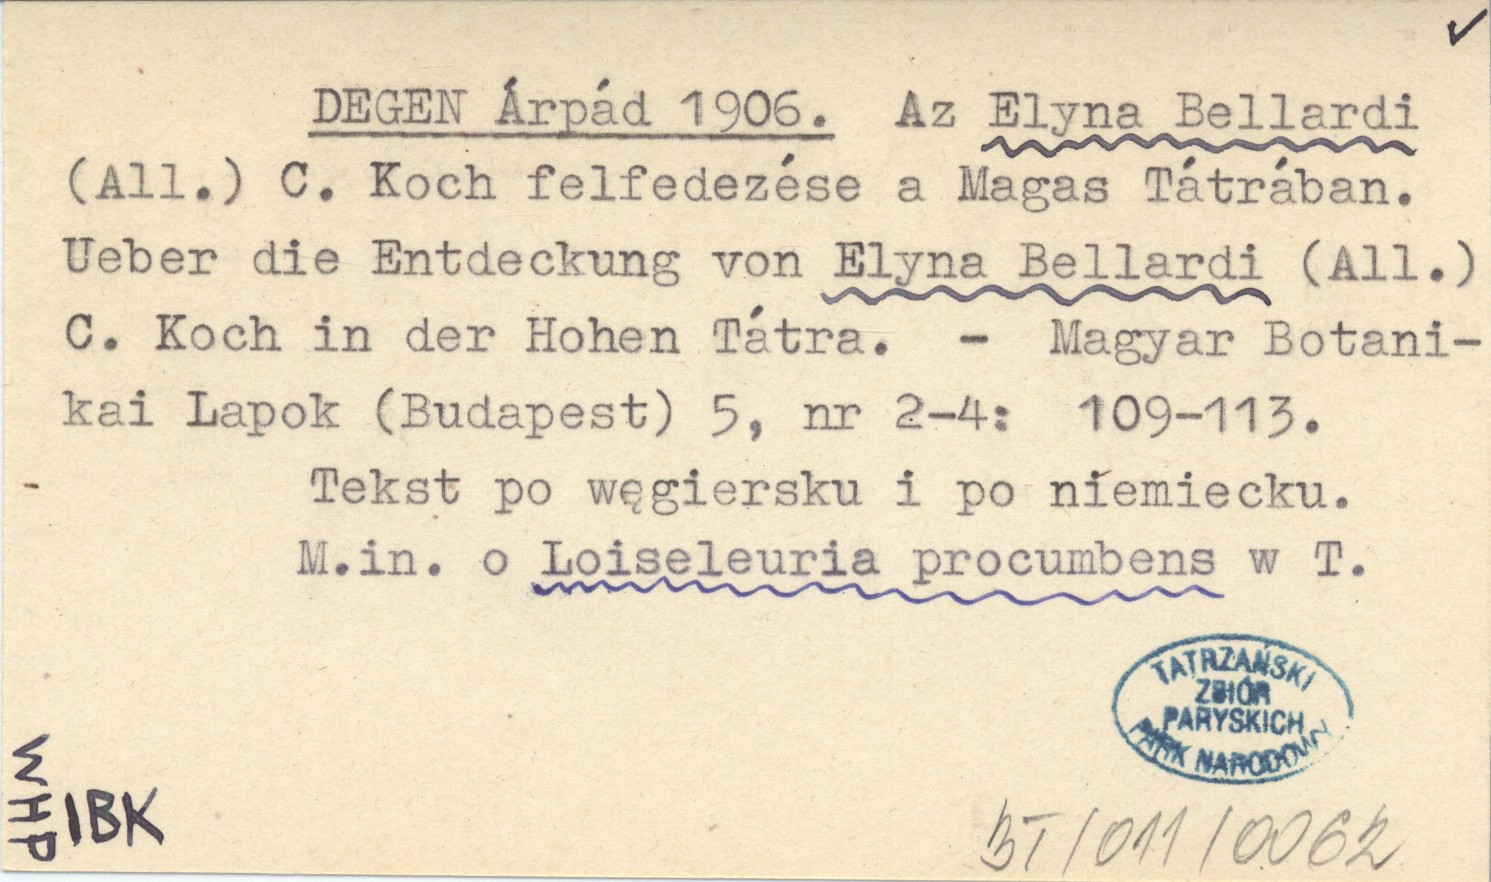 ✓
DEGEN Árpád 1906. Az Elyna Bellardi
(All.) C. Koch felfedezése a Magas Tátrában.
Ueber die Entdeckung von Elyna Bellardi (All.)
C. Koch in der Hohen Tátra. - Magyar Botani-
kai Lapok (Budapest) 5, nr 2-4: 109-113.
Tekst po węgiersku i po niemiecku.
M.in. o Loiseleuria procumbens w T.
TATRZAŃSKI
ZBIÓR
PARYSKICH
PARK NARODOWY
WHP
IBK
BT/011/0062